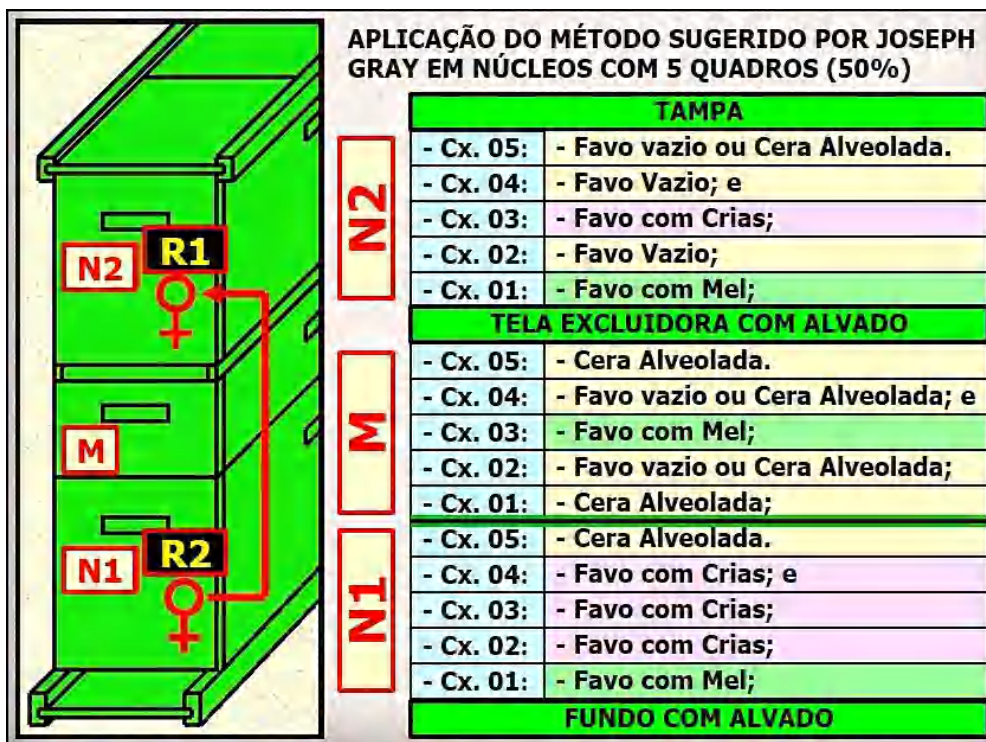 APLICAÇÃO DO MÉTODO SUGERIDO POR JOSEPH
GRAY EM NÚCLEOS COM 5 QUADROS (50%)
TAMPA
N2
- Cx. 05: - Favo vazio ou Cera Alveolada.
- Cx. 04: - Favo Vazio; e
- Cx. 03: - Favo com Crias;
- Cx. 02: - Favo Vazio;
- Cx. 01: - Favo com Mel;
TELA EXCLUIDORA COM ALVADO
M
- Cx. 05: - Cera Alveolada.
- Cx. 04: - Favo vazio ou Cera Alveolada; e
- Cx. 03: - Favo com Mel;
- Cx. 02: - Favo vazio ou Cera Alveolada;
- Cx. 01: - Cera Alveolada;
N1
- Cx. 05: - Cera Alveolada.
- Cx. 04: - Favo com Crias; e
- Cx. 03: - Favo com Crias;
- Cx. 02: - Favo com Crias;
- Cx. 01: - Favo com Mel;
FUNDO COM ALVADO
N2 R1
M
N1 R2